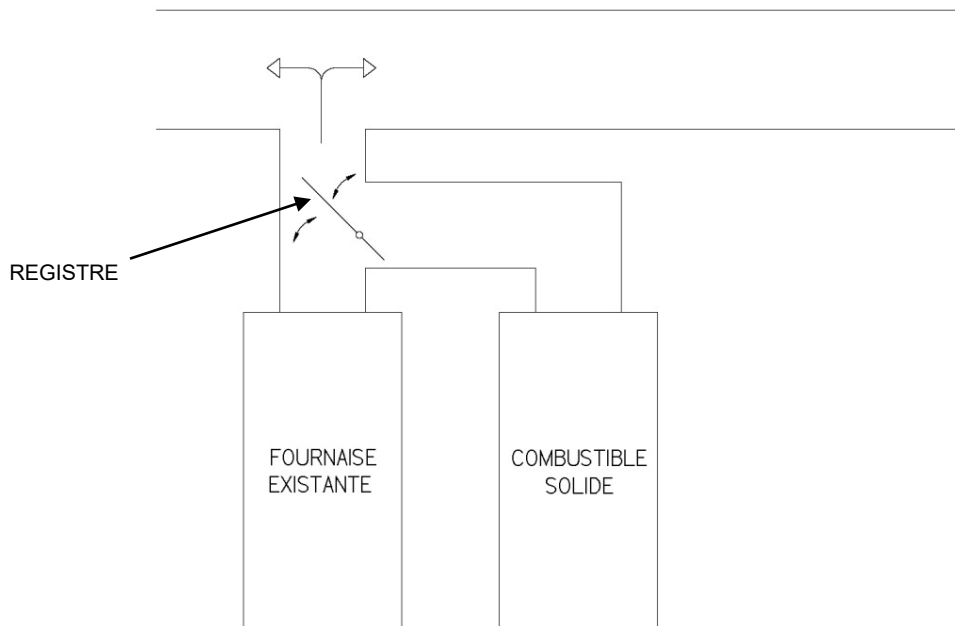 REGISTRE
FOURNAISE
EXISTANTE
COMBUSTIBLE
SOLIDE